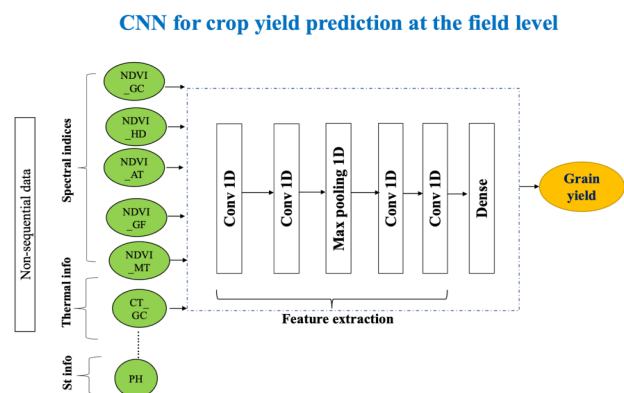 CNN for crop yield prediction at the field level
Non-sequential data
Spectral indices
Thermal info
St info
NDVI
_GC
NDVI
_HD
NDVI
_AT
NDVI
_GF
NDVI
_MT
CT_
GC
PH
Conv 1D
Conv 1D
Max pooling 1D
Conv 1D
Conv 1D
Dense
Feature extraction
Grain
yield